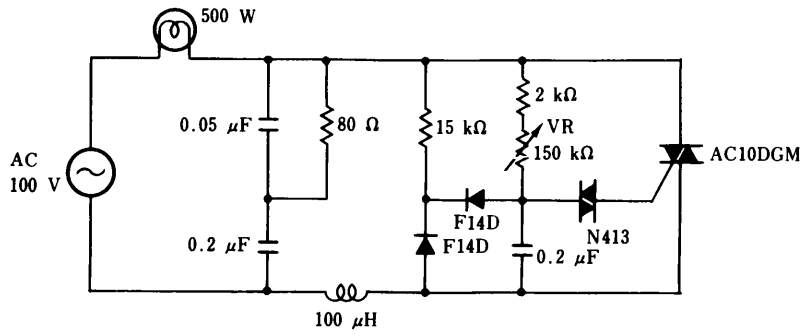 500 W
0.05 μF
80 Ω
15 kΩ
2 kΩ
VR
150 kΩ
AC10DGM
AC
100 V
F14D
N413
0.2 μF
F14D
0.2 μF
100 μH